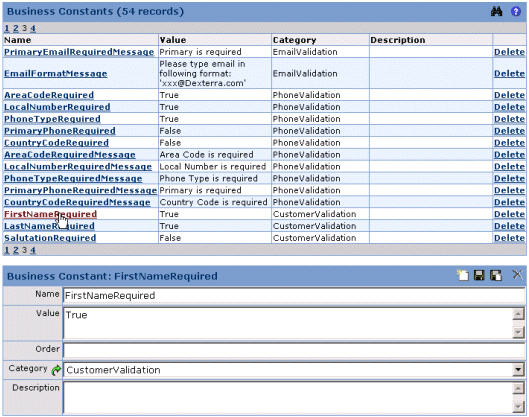 Business Constants (54 records)
1 2 3 4
Name Value Category Description
PrimaryEmailRequiredMessage Primary is required EmailValidation Delete
EmailFormatMessage Please type email in following format: 'xxx@Dexterra.com' EmailValidation Delete
AreaCodeRequired True PhoneValidation Delete
LocalNumberRequired True PhoneValidation Delete
PhoneTypeRequired True PhoneValidation Delete
PrimaryPhoneRequired False PhoneValidation Delete
CountryCodeRequired False PhoneValidation Delete
AreaCodeRequiredMessage Area Code is required PhoneValidation Delete
LocalNumberRequiredMessage Local Number is required PhoneValidation Delete
PhoneTypeRequiredMessage Phone Type is required PhoneValidation Delete
PrimaryPhoneRequiredMessage Primary is required PhoneValidation Delete
CountryCodeRequiredMessage Country Code is required PhoneValidation Delete
FirstNameRequired True CustomerValidation Delete
LastNameRequired True CustomerValidation Delete
SalutationRequired False CustomerValidation Delete
1 2 3 4
Business Constant: FirstNameRequired
Name FirstNameRequired
Value True
Order
Category CustomerValidation
Description